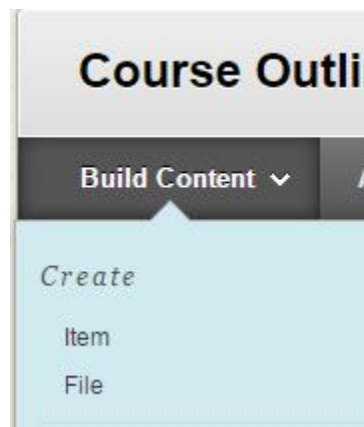 Course Outli
Build Content
Create
Item
File